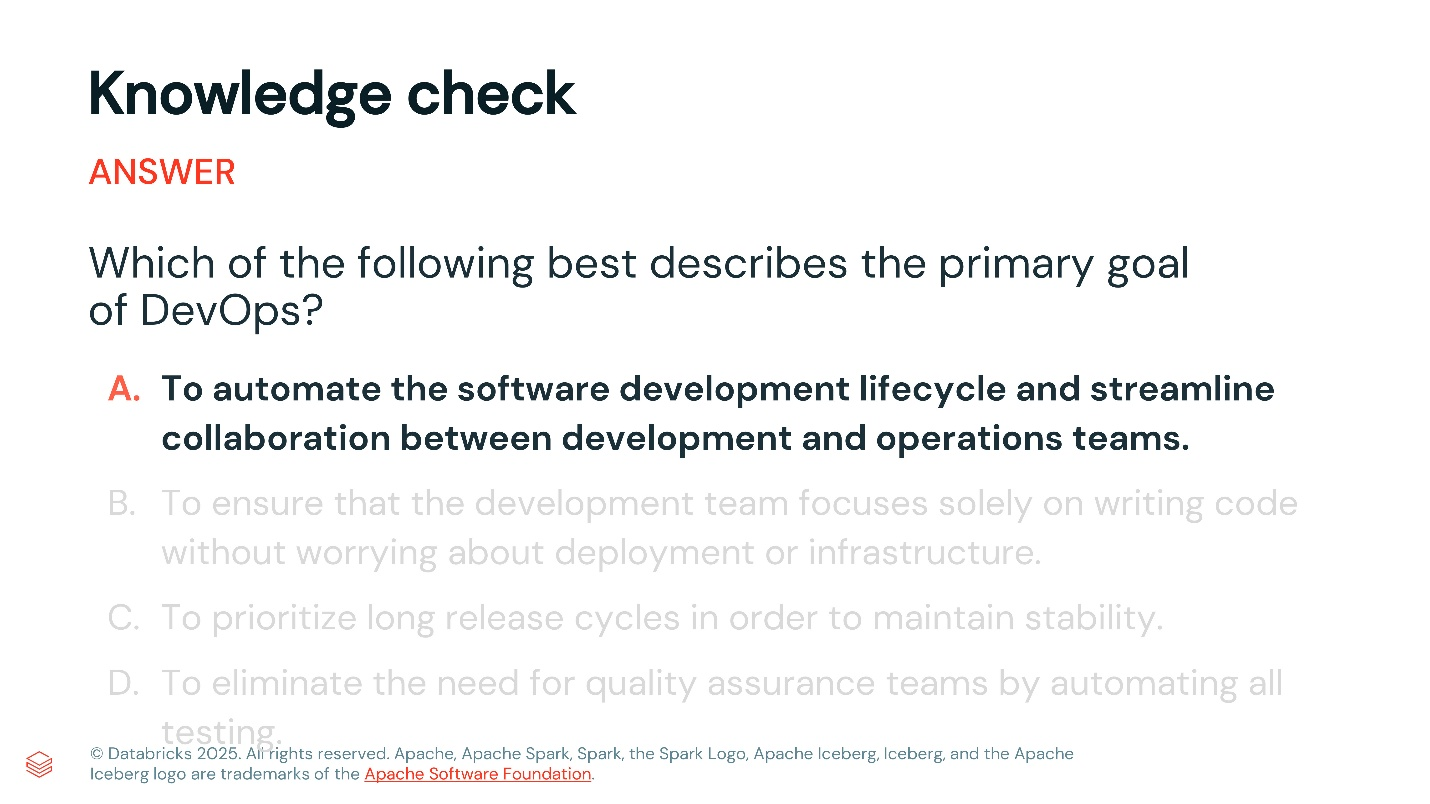 Knowledge check
ANSWER
Which of the following best describes the primary goal
of DevOps?
A. To automate the software development lifecycle and streamline
collaboration between development and operations teams.
B. To ensure that the development team focuses solely on writing code
without worrying about deployment or infrastructure.
C. To prioritize long release cycles in order to maintain stability.
D. To eliminate the need for quality assurance teams by automating all
testing.
© Databricks 2025. All rights reserved. Apache, Apache Spark, Spark, the Spark Logo, Apache Iceberg, Iceberg, and the Apache
Iceberg logo are trademarks of the Apache Software Foundation.